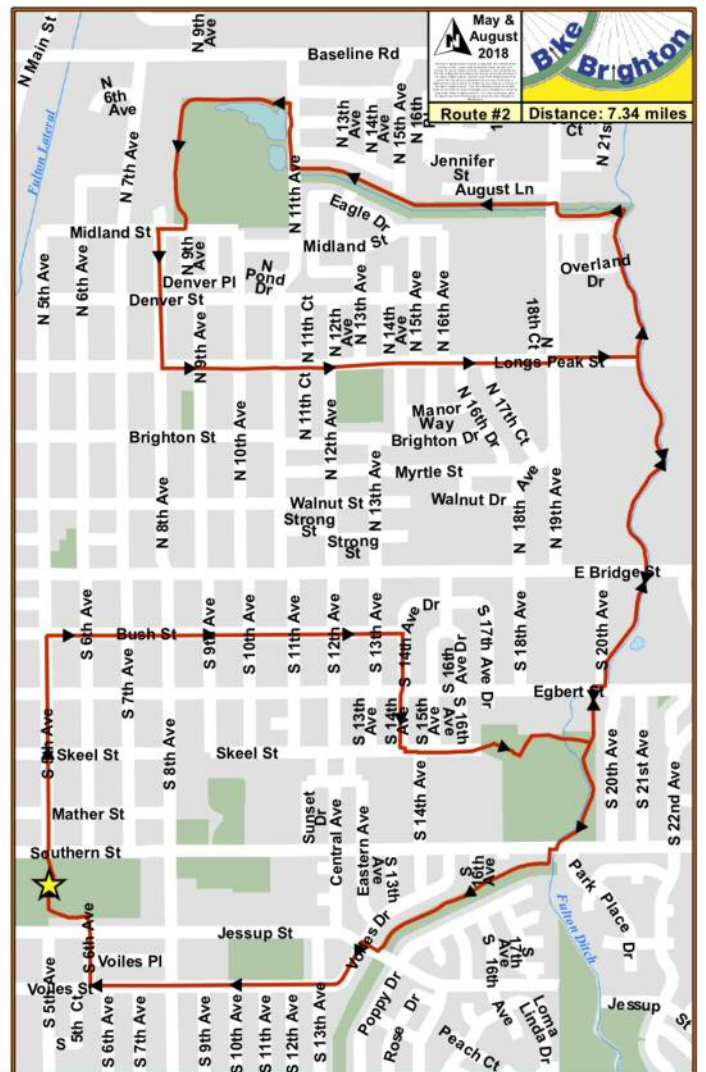 N Main St
N 9th
Ave
Baseline Rd
N
May &
August
2018
Bike
Brighton
Route #2
Distance: 7.34 miles
Fulton Lateral
N
6th
Ave
N 7th Ave
N 13th
Ave
N 14th
Ave
N 15th Ave
N 16th
Ct
N 21st
Jennifer
St
August Ln
N 11th Ave
Eagle Dr
Midland St
Midland St
N 9th
Ave
N 5th Ave
N 6th Ave
Denver Pl
Denver St
N
Pond
Dr
Overland
Dr
N 9th Ave
N 11th Ct
N 12th
Ave
N 13th Ave
N 14th
Ave
N 15th Ave
N 16th Ave
18th Ct
N
Longs Peak St
N 11th Ct
Manor
Way
N 16th Dr
N 17th Ct
Brighton St
N 10th Ave
N 12th Ave
Brighton Dr
N 13th Ave
Myrtle St
N 8th Ave
Walnut St
Walnut Dr
Strong
St
Strong
St
N 18th Ave
N 19th Ave
E Bridge St
S 6th Ave
Bush St
S 9th Ave
S 10th Ave
S 11th Ave
S 12th Ave
S 13th Ave
S 14th Ave
Dr
S 16th
Ave Dr
S 17th Ave Dr
S 18th Ave
S 20th Ave
S 7th Ave
Egbert St
S 5th Ave
Skeel St
S 8th Ave
Skeel St
S 13th
Ave
S 14th
Ave
S 15th
Ave
S 16th
Ave
S 14th Ave
S 20th Ave
S 21st Ave
S 22nd Ave
Mather St
Sunset
Dr
Central Ave
Eastern Ave
S 13th
Ave
Southern St
S
16th
Ave
Park Place Dr
Fulton Ditch
S 6th Ave
Jessup St
Voiles Dr
Voiles Pl
S
17th
Ave
S 16th
Ave
Voiles St
S 5th Ave
S
5th Ct
S 6th Ave
S 7th Ave
S 9th Ave
S 10th Ave
S 11th Ave
S 12th Ave
S 13th Ave
Poppy Dr
Rose Dr
Peach Ct
Loma
Linda Dr
Jessup St